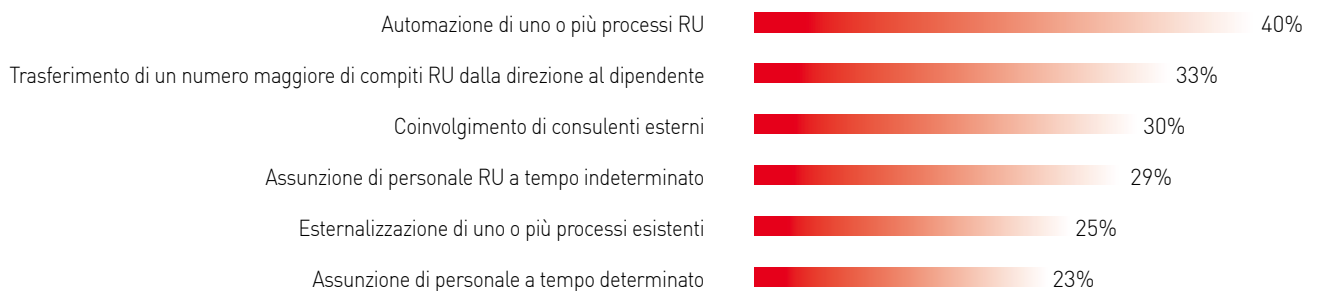 Automazione di uno o più processi RU 40%
Trasferimento di un numero maggiore di compiti RU dalla direzione al dipendente 33%
Coinvolgimento di consulenti esterni 30%
Assunzione di personale RU a tempo indeterminato 29%
Esternalizzazione di uno o più processi esistenti 25%
Assunzione di personale a tempo determinato 23%